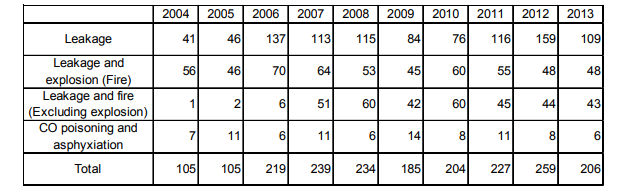 2004 2005 2006 2007 2008 2009 2010 2011 2012 2013
Leakage 41 46 137 113 115 84 76 116 159 109
Leakage and
explosion (Fire) 56 46 70 64 53 45 60 55 48 48
Leakage and fire
(Excluding explosion) 1 2 6 51 60 42 60 45 44 43
CO poisoning and
asphyxiation 7 11 6 11 6 14 8 11 8 6
Total 105 105 219 239 234 185 204 227 259 206